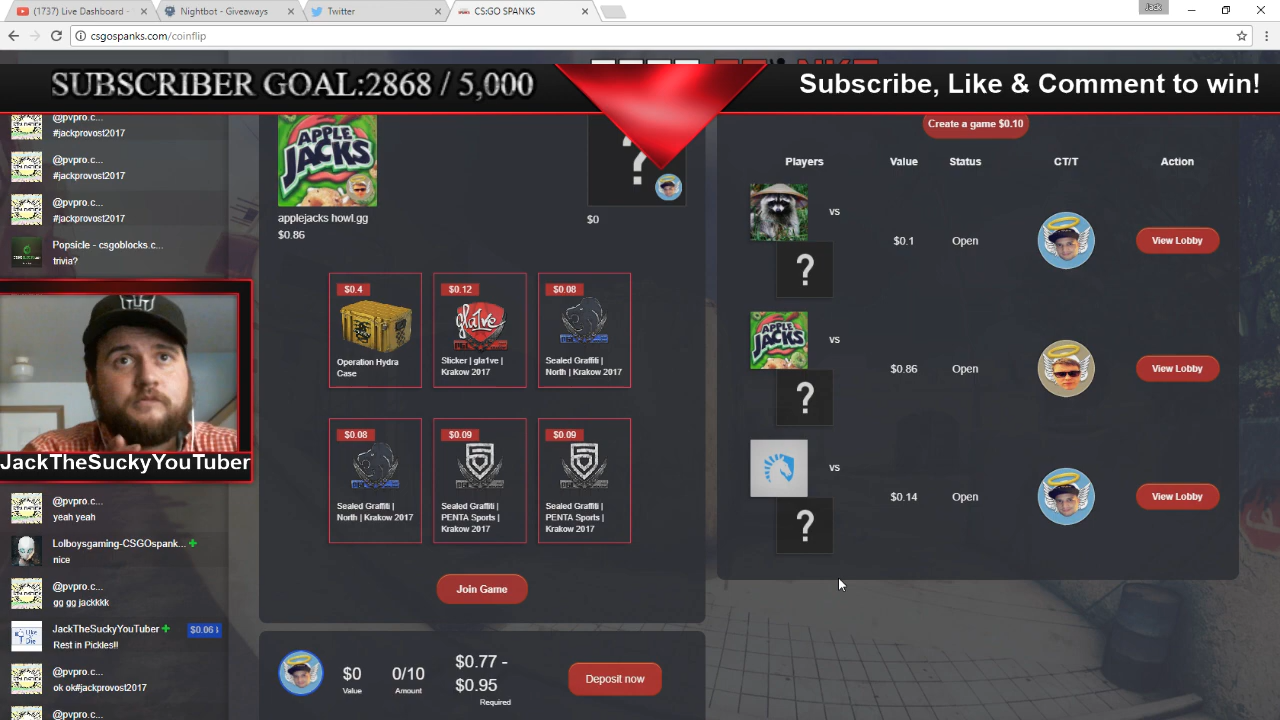 (1737) Live Dashboard -
Nightbot - Giveaways
Twitter
CS:GO SPANKS
Jack
csgospanks.com/coinflip
SUBSCRIBER GOAL:2868 / 5,000
Subscribe, Like & Comment to win!
@pvpro.c...
#jackprovost2017
@pvpro.c...
#jackprovost2017
@pvpro.c...
#jackprovost2017
Popsicle - csgoblocks.c...
trivia?
JackTheSuckyYouTuber
@pvpro.c...
yeah yeah
Lolboysgaming-CSGOspank... +
nice
@pvpro.c...
gg gg jackkkk
JackTheSuckyYouTuber + $0.06
Rest in Pickles!!
@pvpro.c...
ok ok#jackprovost2017
@pvpro.c...
APPLE
JACKS
?
applejacks howl.gg
$0.86
$0
$0.4
Operation Hydra
Case
$0.12
gla1ve
Sticker | gla1ve |
Krakow 2017
$0.08
Sealed Graffiti |
North | Krakow 2017
$0.08
Sealed Graffiti |
North | Krakow 2017
$0.09
Sealed Graffiti |
PENTA Sports |
Krakow 2017
$0.09
Sealed Graffiti |
PENTA Sports |
Krakow 2017
Join Game
$0
Value
0/10
Amount
$0.77 -
$0.95
Required
Deposit now
Create a game $0.10
Players Value Status CT/T Action
vs
?
$0.1 Open View Lobby
APPLE
JACKS
vs
?
$0.86 Open View Lobby
vs
?
$0.14 Open View Lobby